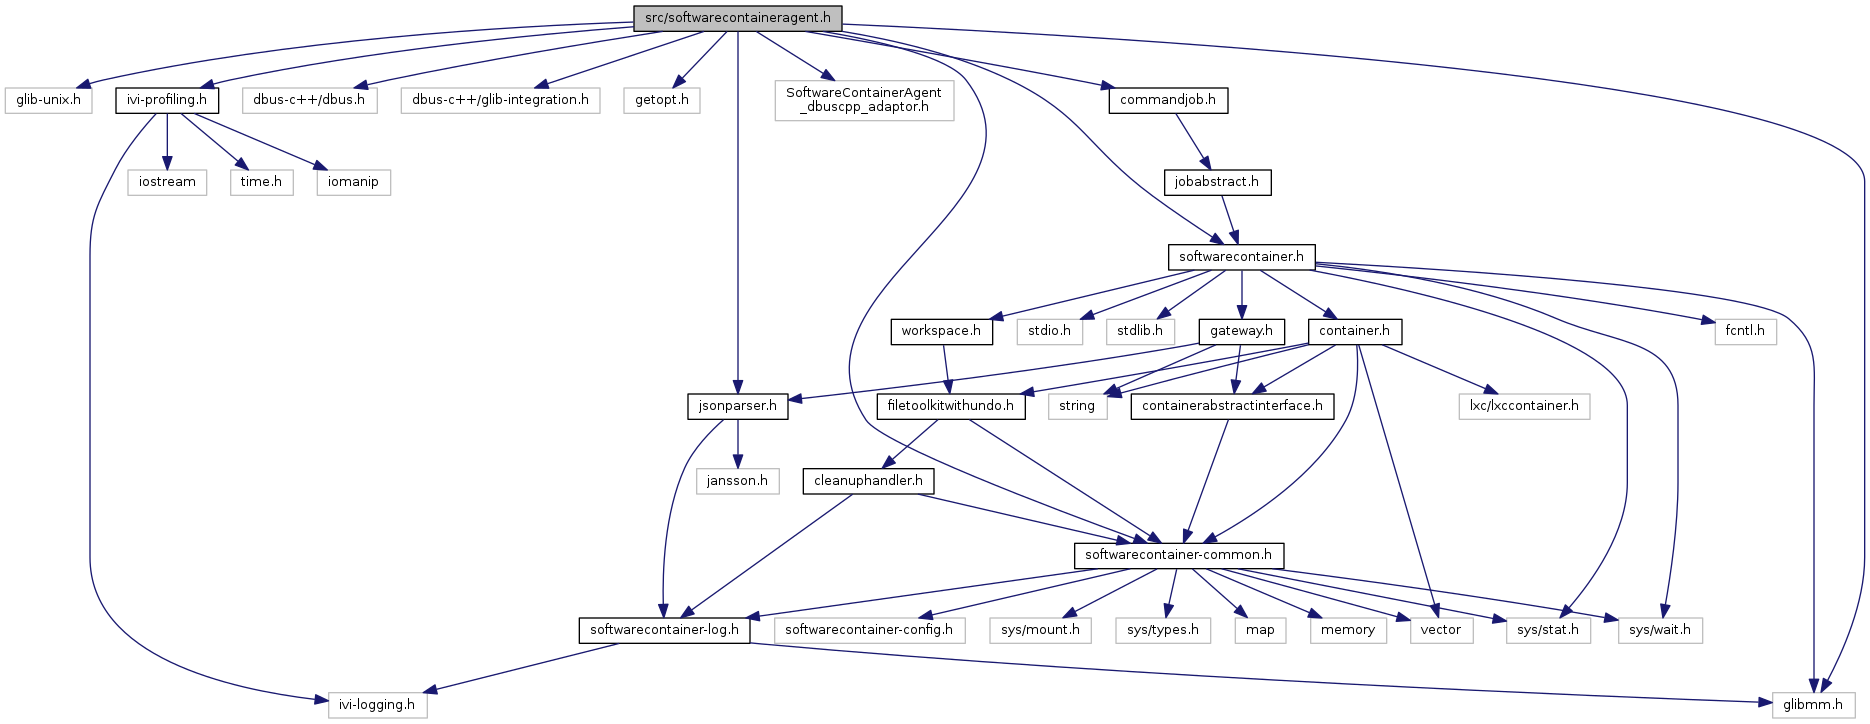 src/softwarecontaineragent.h
glib-unix.h
ivi-profiling.h
dbus-c++/dbus.h
dbus-c++/glib-integration.h
getopt.h
SoftwareContainerAgent
_dbuscpp_adaptor.h
commandjob.h
iostream
time.h
iomanip
jobabstract.h
softwarecontainer.h
workspace.h
stdio.h
stdlib.h
gateway.h
container.h
fcntl.h
jsonparser.h
filetoolkitwithundo.h
string
containerabstractinterface.h
lxc/lxccontainer.h
jansson.h
cleanuphandler.h
softwarecontainer-common.h
softwarecontainer-log.h
softwarecontainer-config.h
sys/mount.h
sys/types.h
map
memory
vector
sys/stat.h
sys/wait.h
ivi-logging.h
glibmm.h